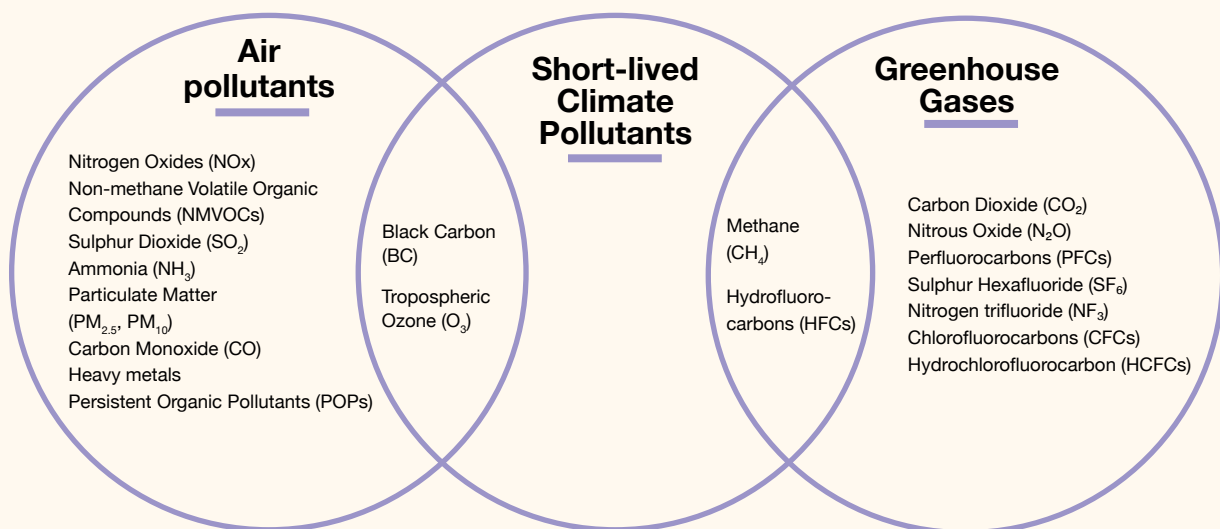 Air
pollutants
Nitrogen Oxides (NOx)
Non-methane Volatile Organic
Compounds (NMVOCs)
Sulphur Dioxide (SO₂)
Ammonia (NH₃)
Particulate Matter
(PM₂.₅, PM₁₀)
Carbon Monoxide (CO)
Heavy metals
Persistent Organic Pollutants (POPs)
Black Carbon
(BC)
Tropospheric
Ozone (O₃)
Short-lived
Climate
Pollutants
Methane
(CH₄)
Hydrofluoro-
carbons (HFCs)
Greenhouse
Gases
Carbon Dioxide (CO₂)
Nitrous Oxide (N₂O)
Perfluorocarbons (PFCs)
Sulphur Hexafluoride (SF₆)
Nitrogen trifluoride (NF₃)
Chlorofluorocarbons (CFCs)
Hydrochlorofluorocarbon (HCFCs)